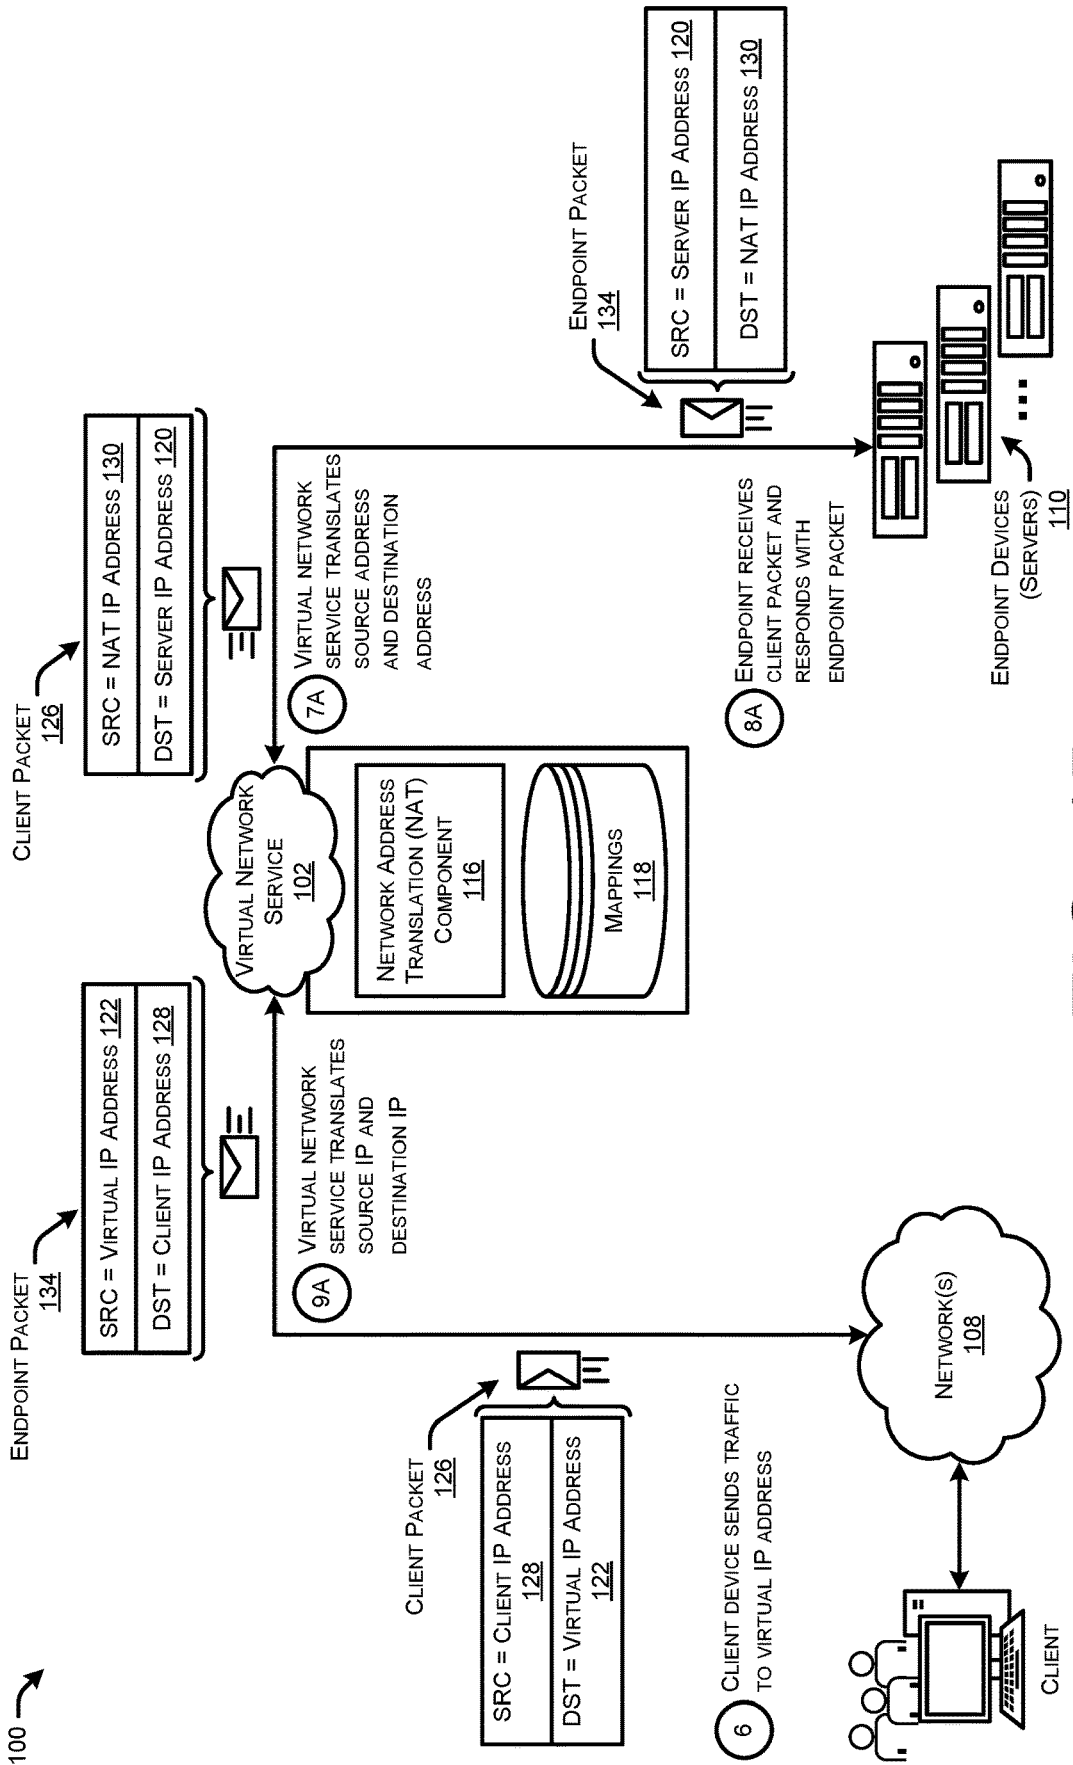 100
ENDPOINT PACKET
134
SRC = VIRTUAL IP ADDRESS 122
DST = CLIENT IP ADDRESS 128
CLIENT PACKET
126
SRC = NAT IP ADDRESS 130
DST = SERVER IP ADDRESS 120
VIRTUAL NETWORK
SERVICE
102
NETWORK ADDRESS
TRANSLATION (NAT)
COMPONENT
116
MAPPINGS
118
9A
VIRTUAL NETWORK
SERVICE TRANSLATES
SOURCE IP AND
DESTINATION IP
7A
VIRTUAL NETWORK
SERVICE TRANSLATES
SOURCE ADDRESS
AND DESTINATION
ADDRESS
CLIENT PACKET
126
SRC = CLIENT IP ADDRESS
128
DST = VIRTUAL IP ADDRESS
122
ENDPOINT PACKET
134
SRC = SERVER IP ADDRESS 120
DST = NAT IP ADDRESS 130
6
CLIENT DEVICE SENDS TRAFFIC
TO VIRTUAL IP ADDRESS
8A
ENDPOINT RECEIVES
CLIENT PACKET AND
RESPONDS WITH
ENDPOINT PACKET
NETWORK(S)
108
CLIENT
ENDPOINT DEVICES
(SERVERS)
110